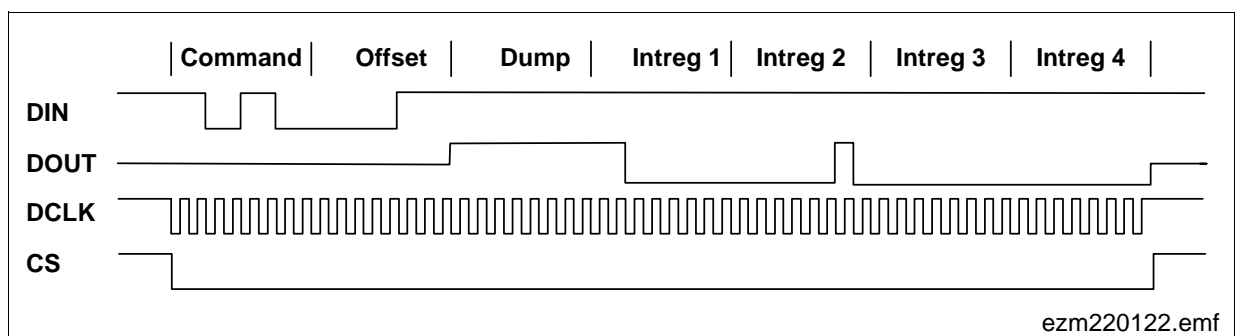 Command Offset Dump Intreg 1 Intreg 2 Intreg 3 Intreg 4
DIN
DOUT
DCLK
CS
ezm220122.emf